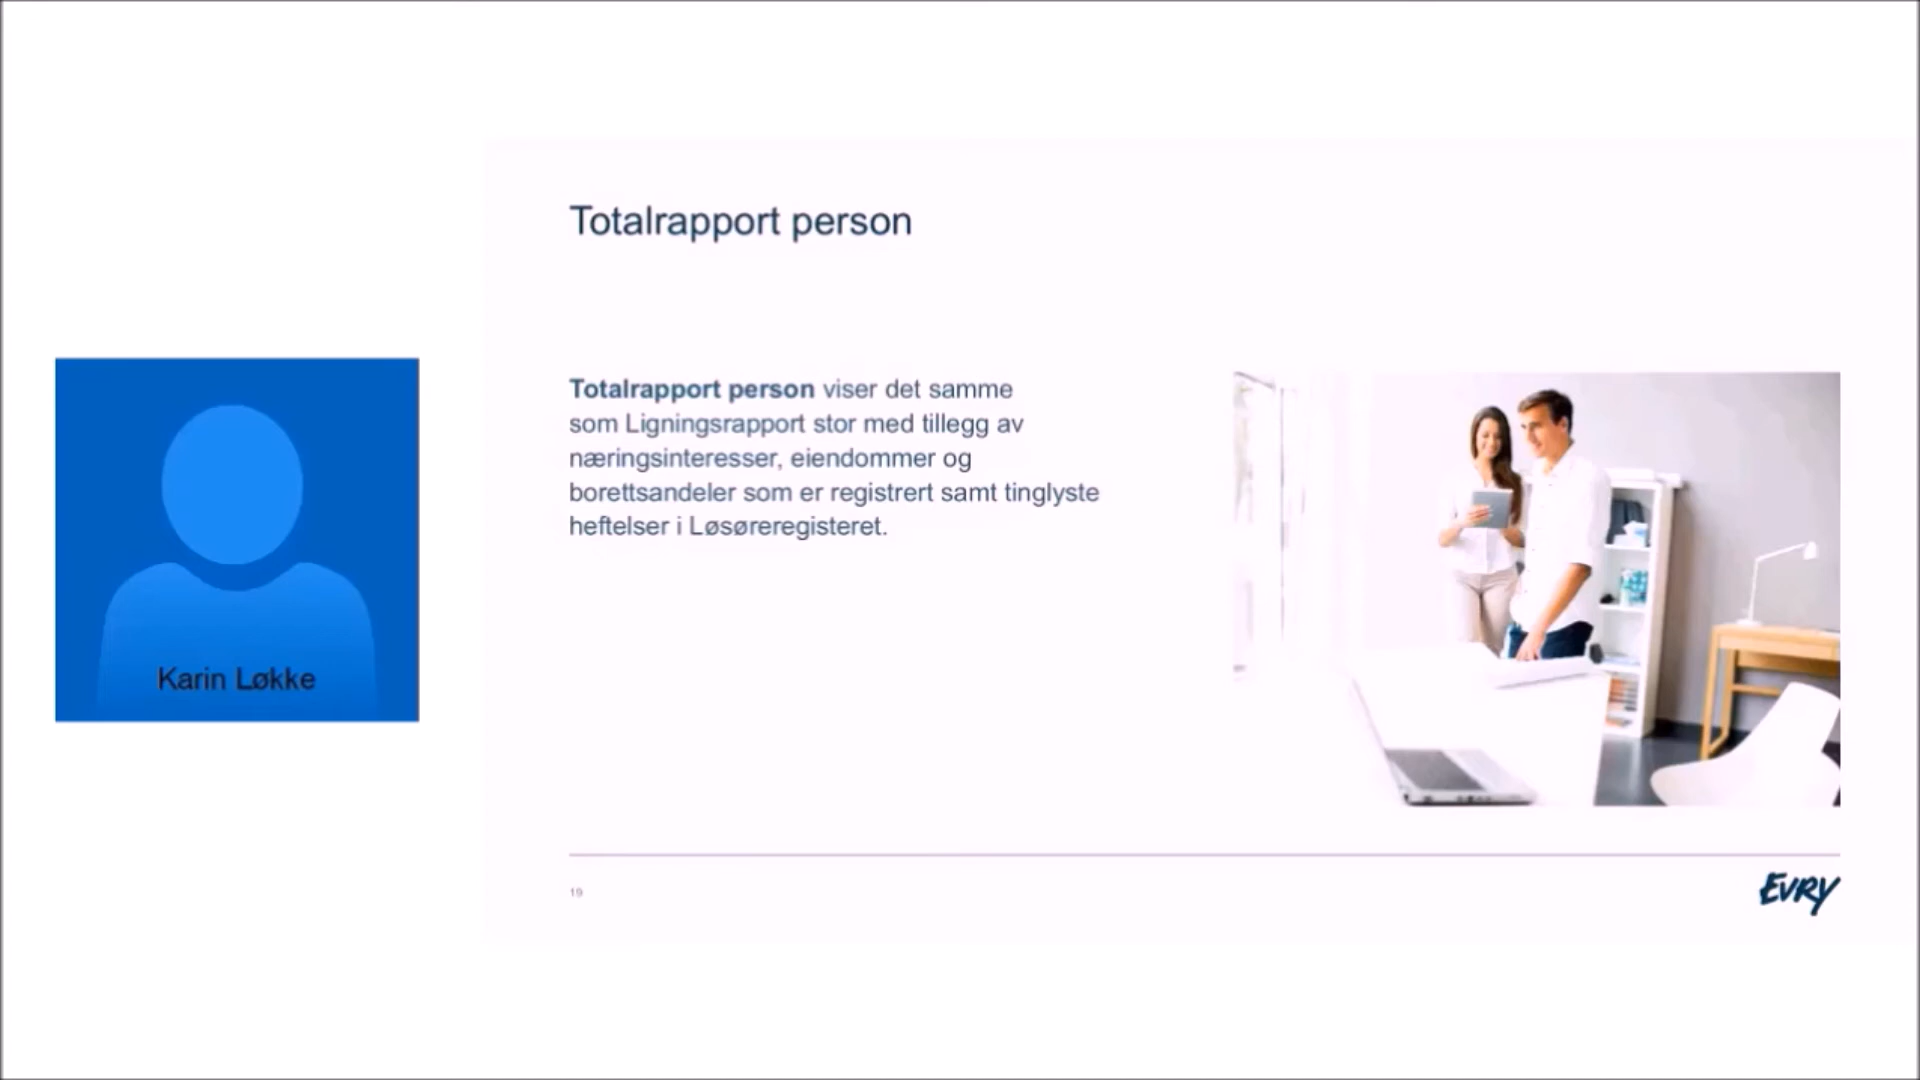 Totalrapport person
Karin Løkke
Totalrapport person viser det samme
som Ligningsrapport stor med tillegg av
næringsinteresser, eiendommer og
borettsandeler som er registrert samt tinglyste
heftelser i Løsøreregisteret.
19
EVRY